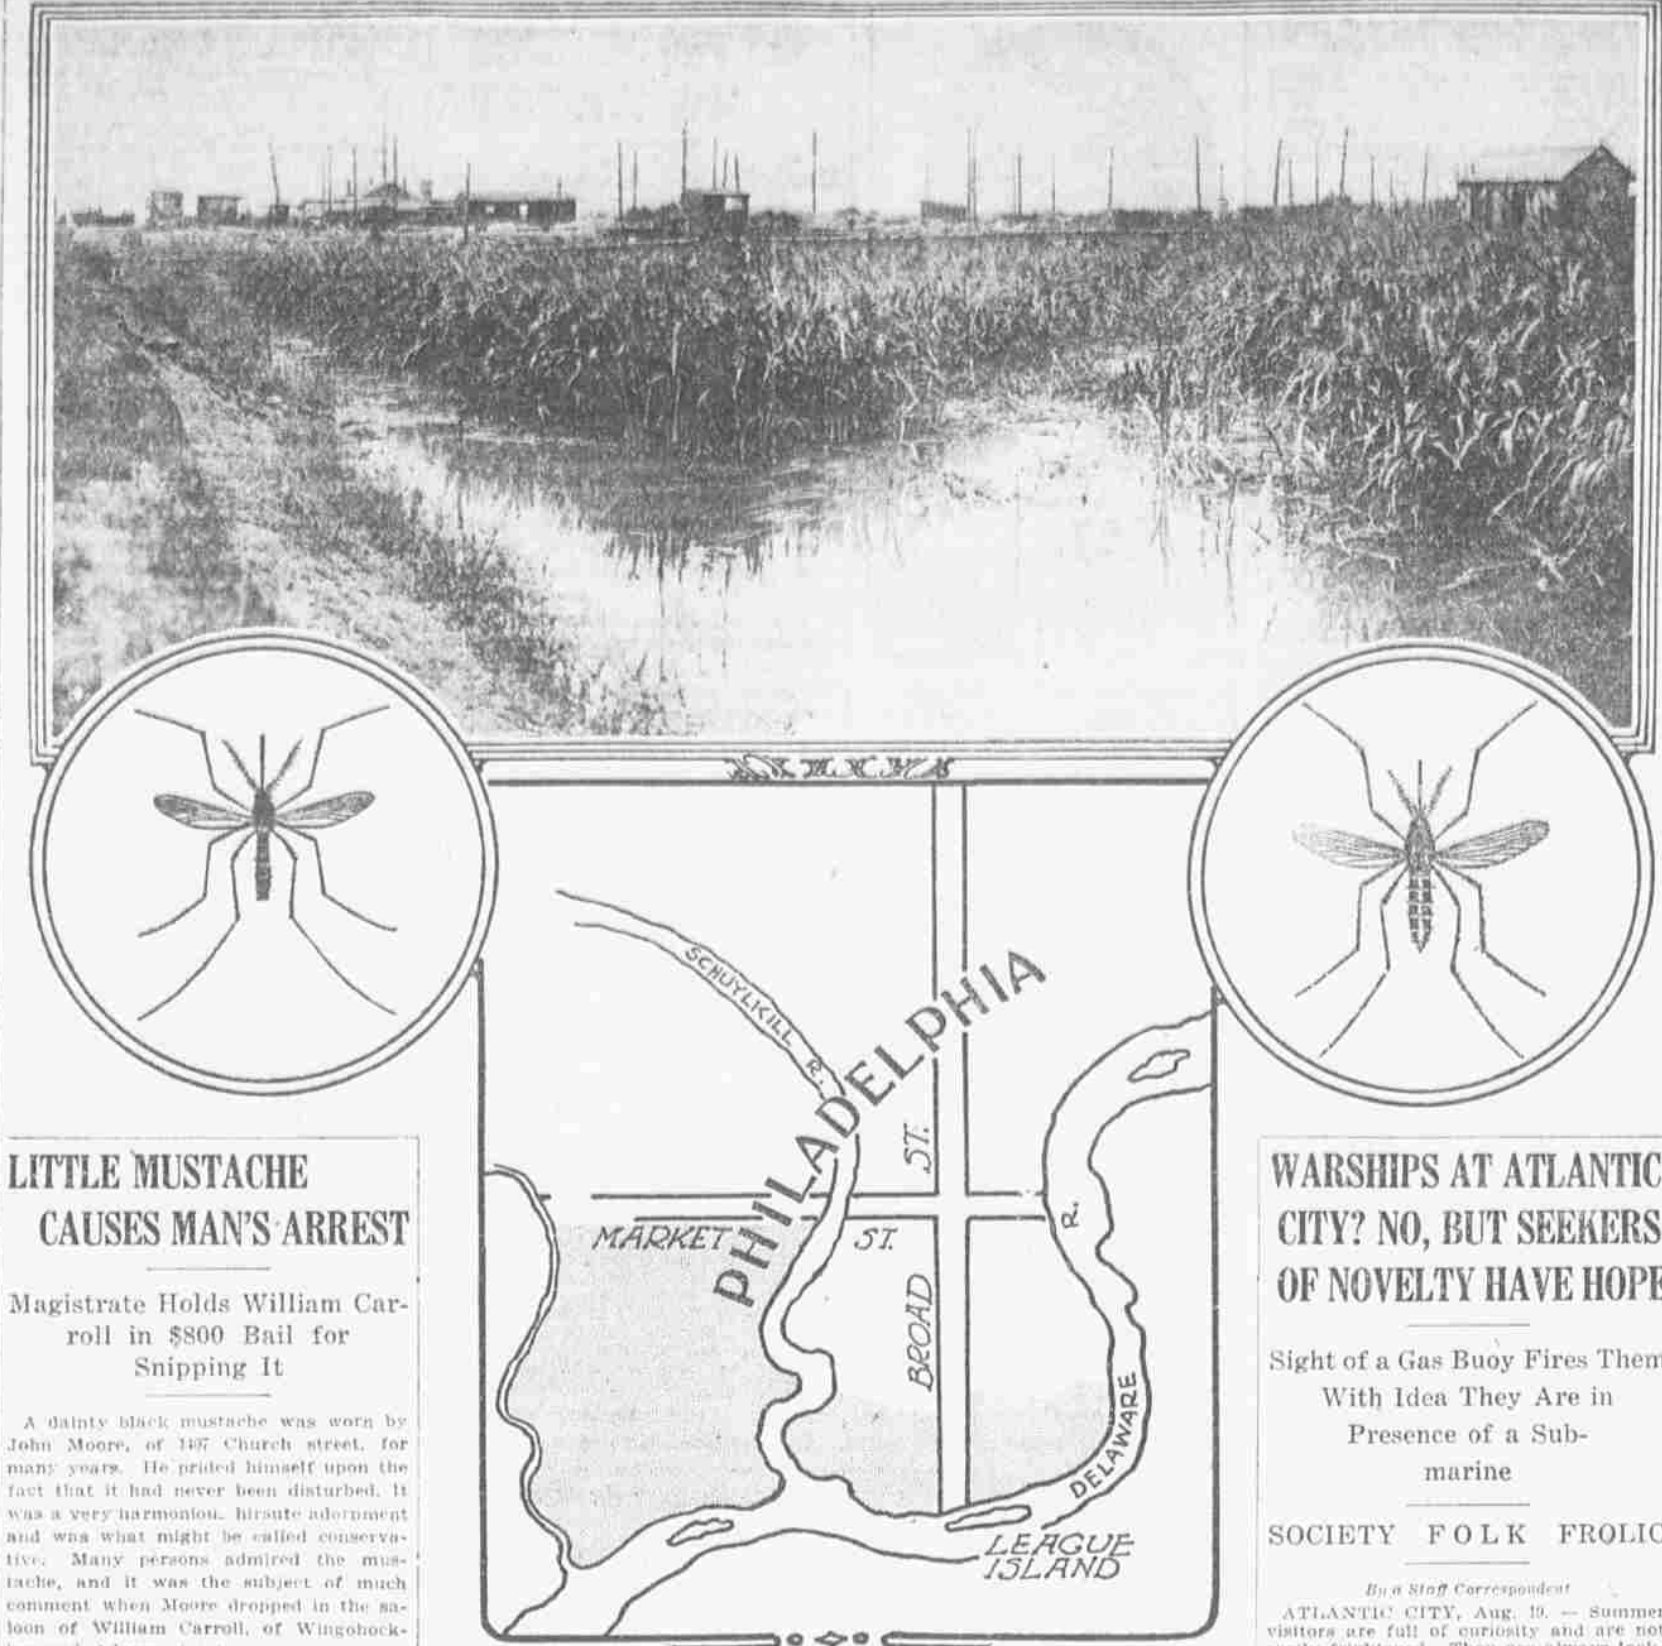 SCHUYLKILL R.
PHILADELPHIA
MARKET ST.
BROAD ST.
DELAWARE R.
LEAGUE
ISLAND
LITTLE MUSTACHE
CAUSES MAN'S ARREST
Magistrate Holds William Car-
roll in $800 Bail for
Snipping It
A dainty black mustache was worn by
John Moore, of Church street, for
many years. He prided himself upon the
fact that it had never been disturbed. It
was a very harmoniou. hirsute adornment
and was what might be called conserva-
tive. Many persons admired the mus-
tache, and it was the subject of much
comment when Moore dropped in the sa-
loon of William Carroll, of Wingohock-
WARSHIPS AT ATLANTIC
CITY? NO, BUT SEEKERS
OF NOVELTY HAVE HOPE
Sight of a Gas Buoy Fires Them
With Idea They Are in
Presence of a Sub-
marine
SOCIETY FOLK FROLIC
By a Staff Correspondent
ATLANTIC CITY, Aug. 19. — Summer
visitors are full of curiosity and are not